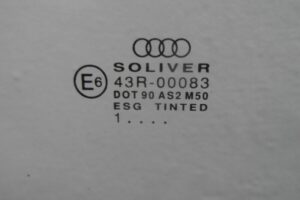 SOLIVER
E6 43R-00083
DOT 90 AS2 M50
ESG TINTED
1....